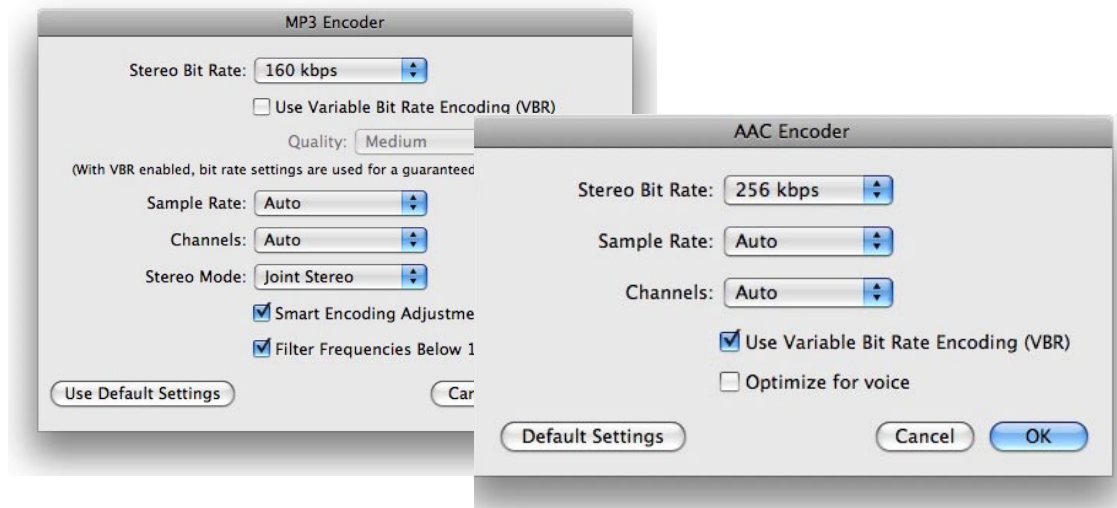 MP3 Encoder
Stereo Bit Rate: 160 kbps
Use Variable Bit Rate Encoding (VBR)
Quality: Medium
(With VBR enabled, bit rate settings are used for a guaranteed
Sample Rate: Auto
Channels: Auto
Stereo Mode: Joint Stereo
Smart Encoding
Filter Frequencies Below
Use Default Settings
AAC Encoder
Stereo Bit Rate: 256 kbps
Sample Rate: Auto
Channels: Auto
Use Variable Bit Rate Encoding (VBR)
Optimize for voice
Default Settings Cancel OK